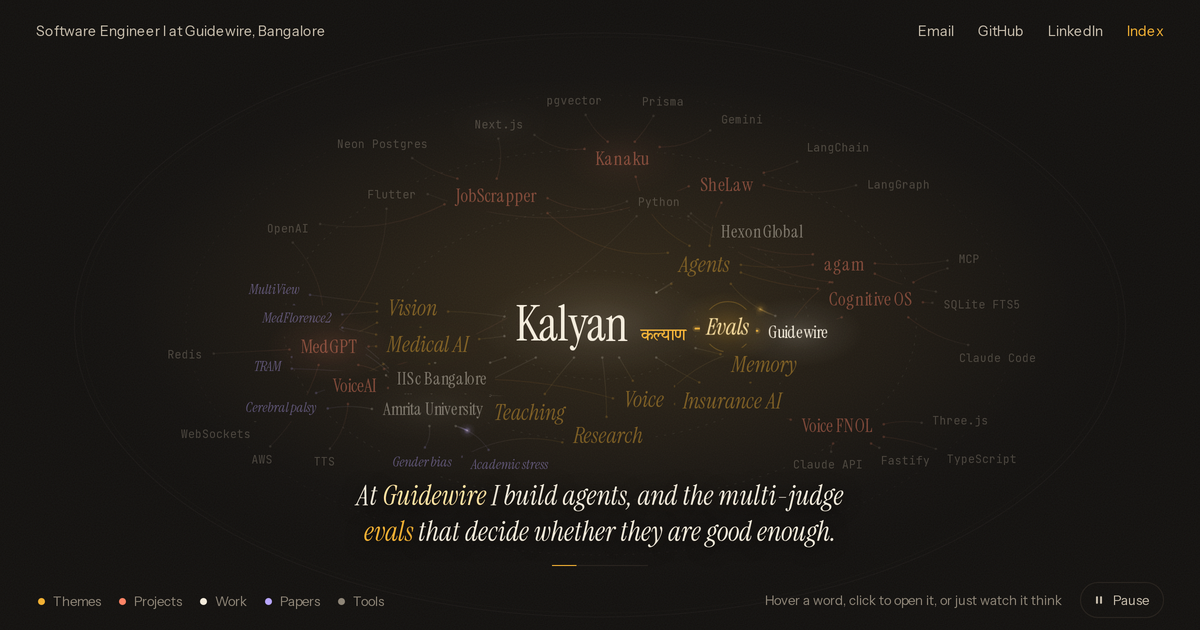 Software Engineer I at Guidewire, Bangalore
Email GitHub LinkedIn Index
pgvector Prisma
Next.js Gemini
Neon Postgres Kanaku LangChain
JobScrapper SheLaw LangGraph
Flutter Python
OpenAI Hexon Global
Agents agam MCP
MultiView Cognitive OS SQLite FTS5
Vision
MedFlorence2 Kalyan कल्याण Evals Guidewire
Redis MedGPT Medical AI Claude Code
TRAM Memory
VoiceAI IISc Bangalore
Cerebral palsy Amrita University Teaching Voice Insurance AI
WebSockets Research Voice FNOL Three.js
AWS TTS Gender bias Academic stress Claude API Fastify TypeScript
At Guidewire I build agents, and the multi-judge
evals that decide whether they are good enough.
Themes Projects Work Papers Tools
Hover a word, click to open it, or just watch it think Pause